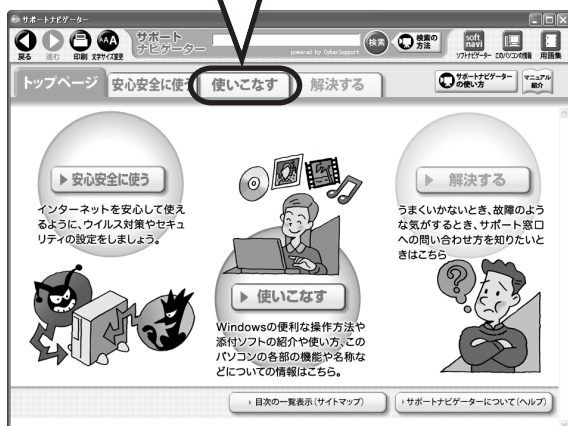 サポートナビゲーター
戻る 進む 印刷 文字サイズ変更
サポート
ナビゲーター
powered by CyberSupport
検索
検索の
方法
soft
navi
ソフトナビゲーター このパソコンの情報 用語集
トップページ 安心安全に使う 使いこなす 解決する
サポートナビゲーター
の使い方
マニュアル
紹介
安心安全に使う
インターネットを安心して使え
るように、ウイルス対策やセキュ
リティの設定をしましょう。
使いこなす
Windowsの便利な操作方法や
添付ソフトの紹介や使い方、この
パソコンの各部の機能や名称な
どについての情報はこちら。
解決する
うまくいかないとき、故障のよう
な気がするとき、サポート窓口
への問い合わせ方を知りたいと
きはこちら
目次の一覧表示(サイトマップ)
サポートナビゲーターについて(ヘルプ)